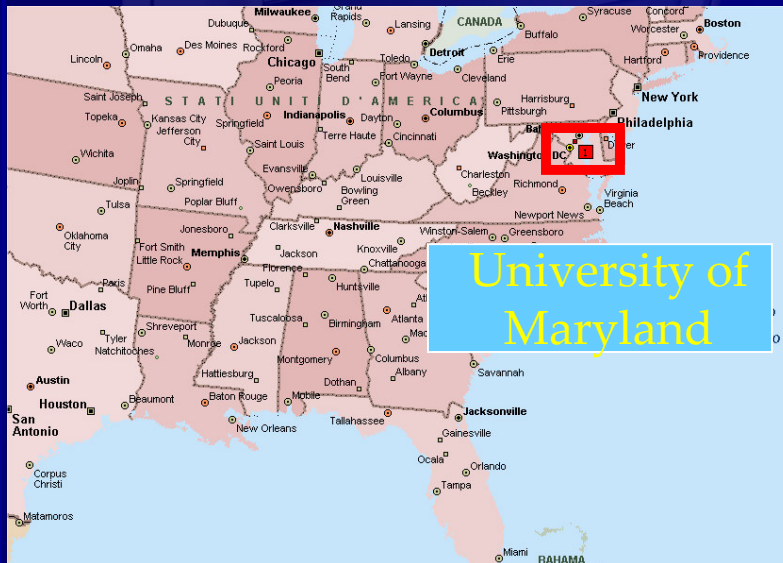 Milwaukee
Grand
Rapids
Lansing
CANADA
Syracuse
Concord
Boston
Dubuque
Rockford
Buffalo
Worcester
Omaha
Des Moines
Detroit
Erie
Hartford
Providence
Lincoln
Chicago
South
Bend
Toledo
Peoria
Fort Wayne
Cleveland
New York
Saint Joseph
STATI UNITI D'AMERICA
Harrisburg
Pittsburgh
Topeka
Kansas City
Jefferson
City
Springfield
Indianapolis
Dayton
Columbus
Philadelphia
Terre Haute
Cincinnati
Wichita
Saint Louis
Washington DC
1
Evansville
Louisville
Charleston
Joplin
Springfield
Owensboro
Bowling
Green
Beckley
Richmond
Virginia
Beach
Tulsa
Poplar Bluff
Newport News
Oklahoma
City
Jonesboro
Clarksville
Nashville
Winston-Salem
Greensboro
Fort Smith
Little Rock
Memphis
Jackson
Knoxville
Chattanooga
Florence
Paris
Pine Bluff
Tupelo
Huntsville
University of
Maryland
Fort
Worth
Dallas
Tuscaloosa
Birmingham
Atlanta
Tyler
Shreveport
Waco
Natchitoches
Monroe
Jackson
Montgomery
Columbus
Savannah
Austin
Hattiesburg
Dothan
Albany
Houston
Beaumont
Baton Rouge
Mobile
Tallahassee
Jacksonville
San
Antonio
New Orleans
Gainesville
Ocala
Orlando
Corpus
Christi
Tampa
Matamoros
Miami
BAHAMA